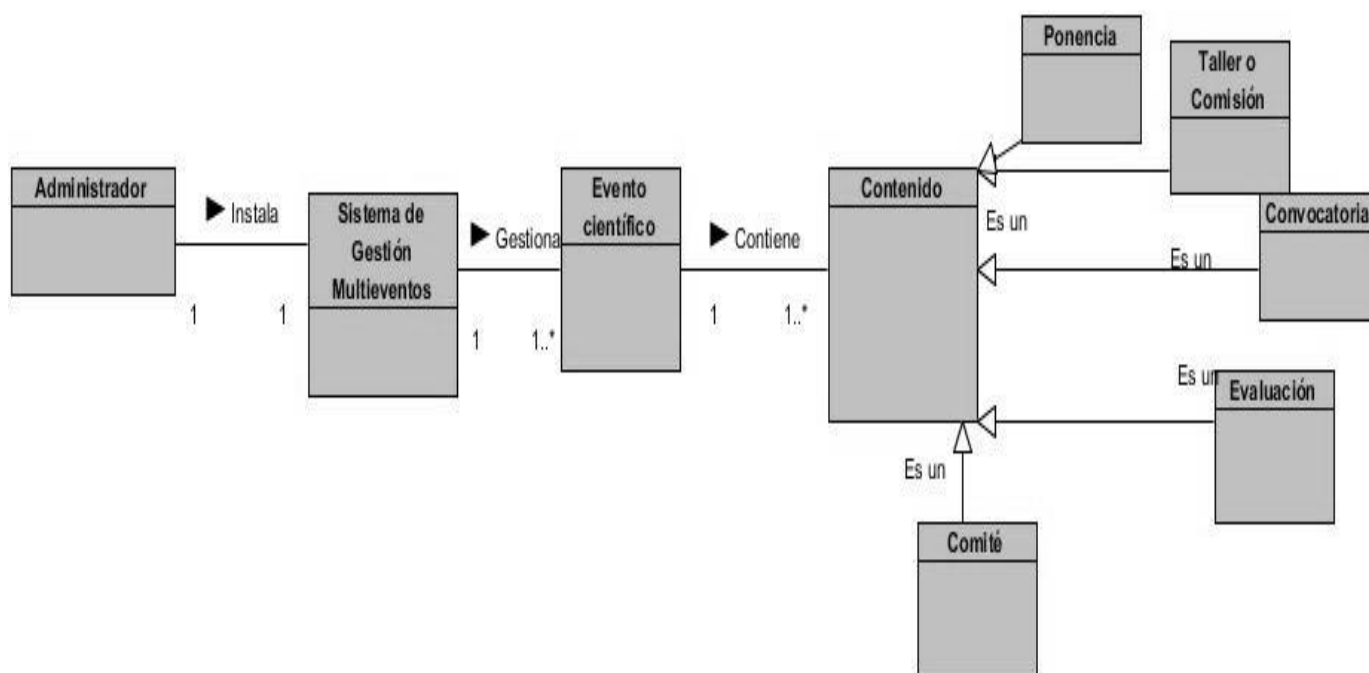 Ponencia
Taller o
Comisión
Administrador
Instala
Sistema de
Gestión
Multieventos
Gestiona
Evento
científico
Contiene
Contenido
Es un
Convocatoria
Es un
1
1
1
1..*
1
1..*
Es un
Evaluación
Es un
Comité